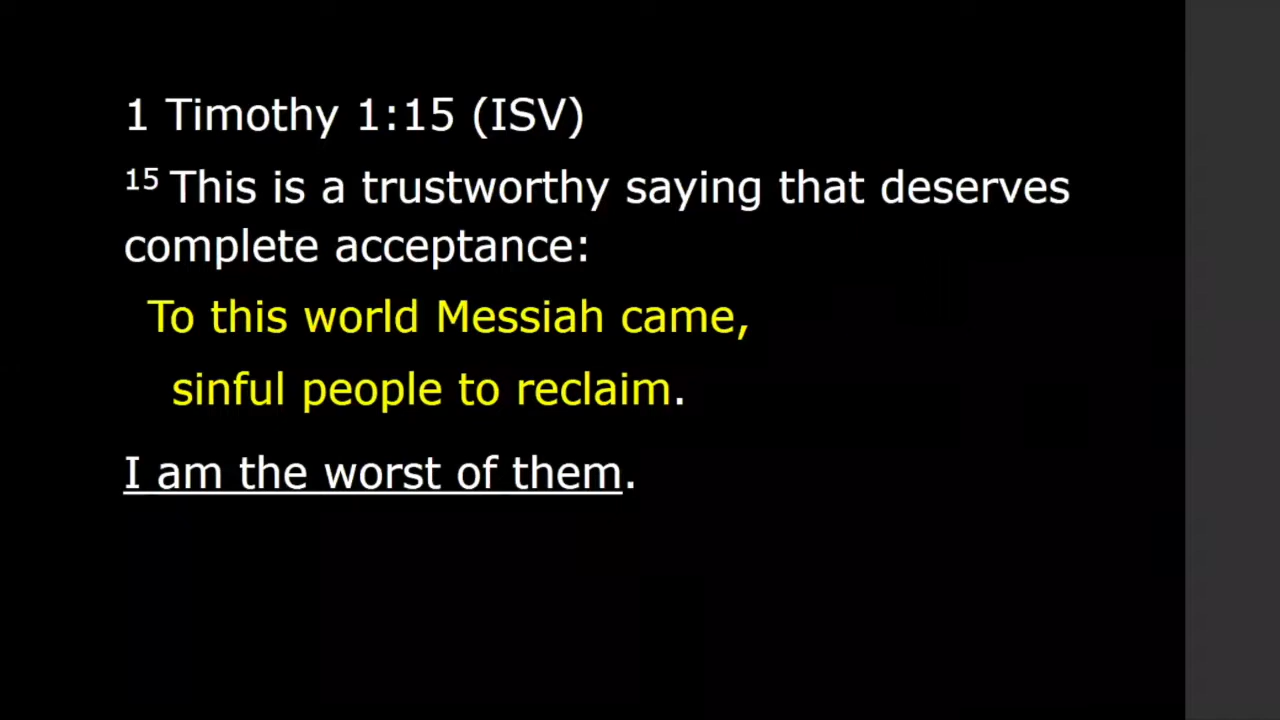 1 Timothy 1:15 (ISV)
15 This is a trustworthy saying that deserves
complete acceptance:
To this world Messiah came,
sinful people to reclaim.
I am the worst of them.